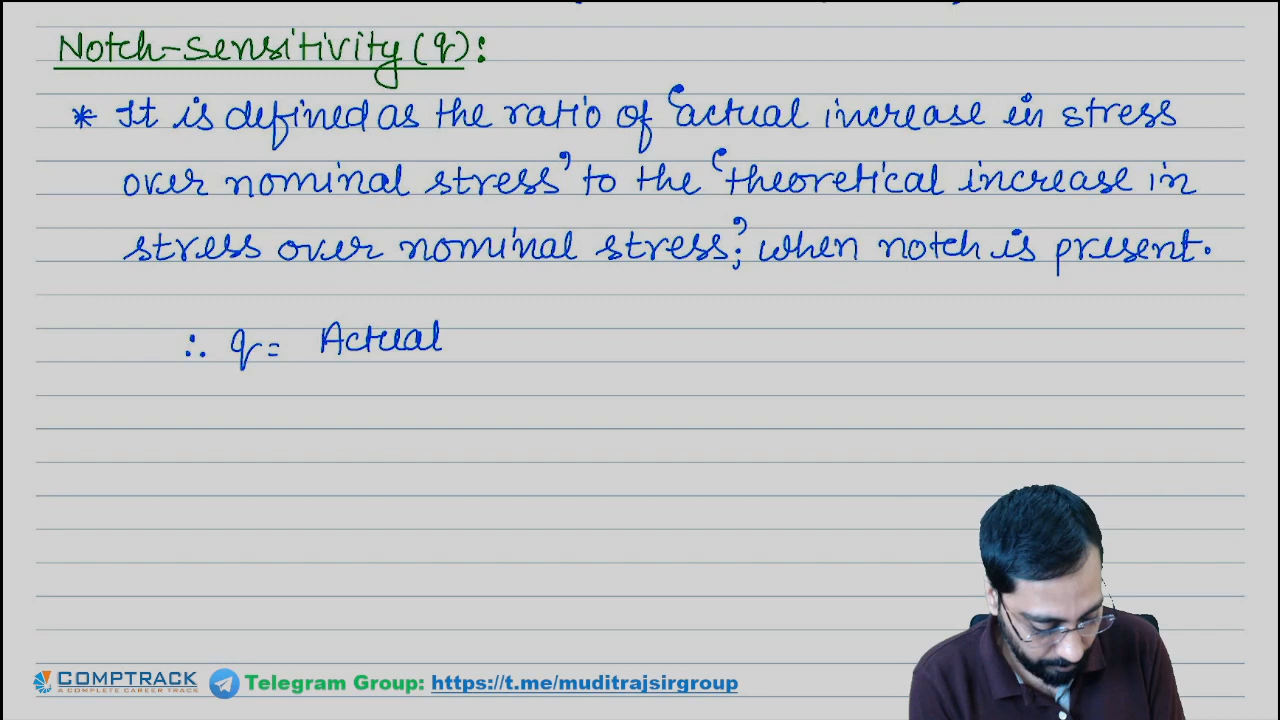 Notch-Sensitivity (q):
* It is defined as the ratio of 'actual increase in stress
over nominal stress' to the 'theoretical increase in
stress over nominal stress', when notch is present.
∴ q = Actual
COMPTRACK
A COMPLETE CAREER TRACK
Telegram Group: https://t.me/muditrajsirgroup